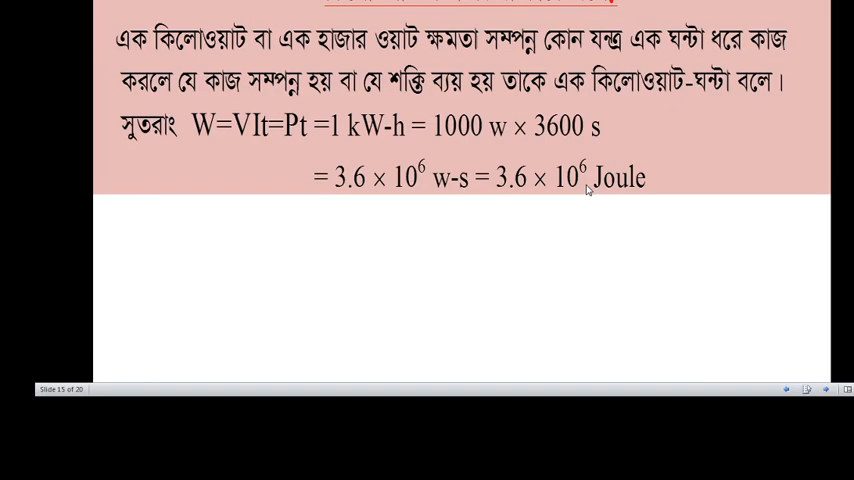 এক কিলোওয়াট বা এক হাজার ওয়াট ক্ষমতা সম্পন্ন কোন যন্ত্র এক ঘন্টা ধরে কাজ
করলে যে কাজ সম্পন্ন হয় বা যে শক্তি ব্যয় হয় তাকে এক কিলোওয়াট-ঘন্টা বলে।
সুতরাং W=VIt=Pt =1 kW-h = 1000 w × 3600 s
= 3.6 × 10⁶ w-s = 3.6 × 10⁶ Joule
Slide 15 of 20